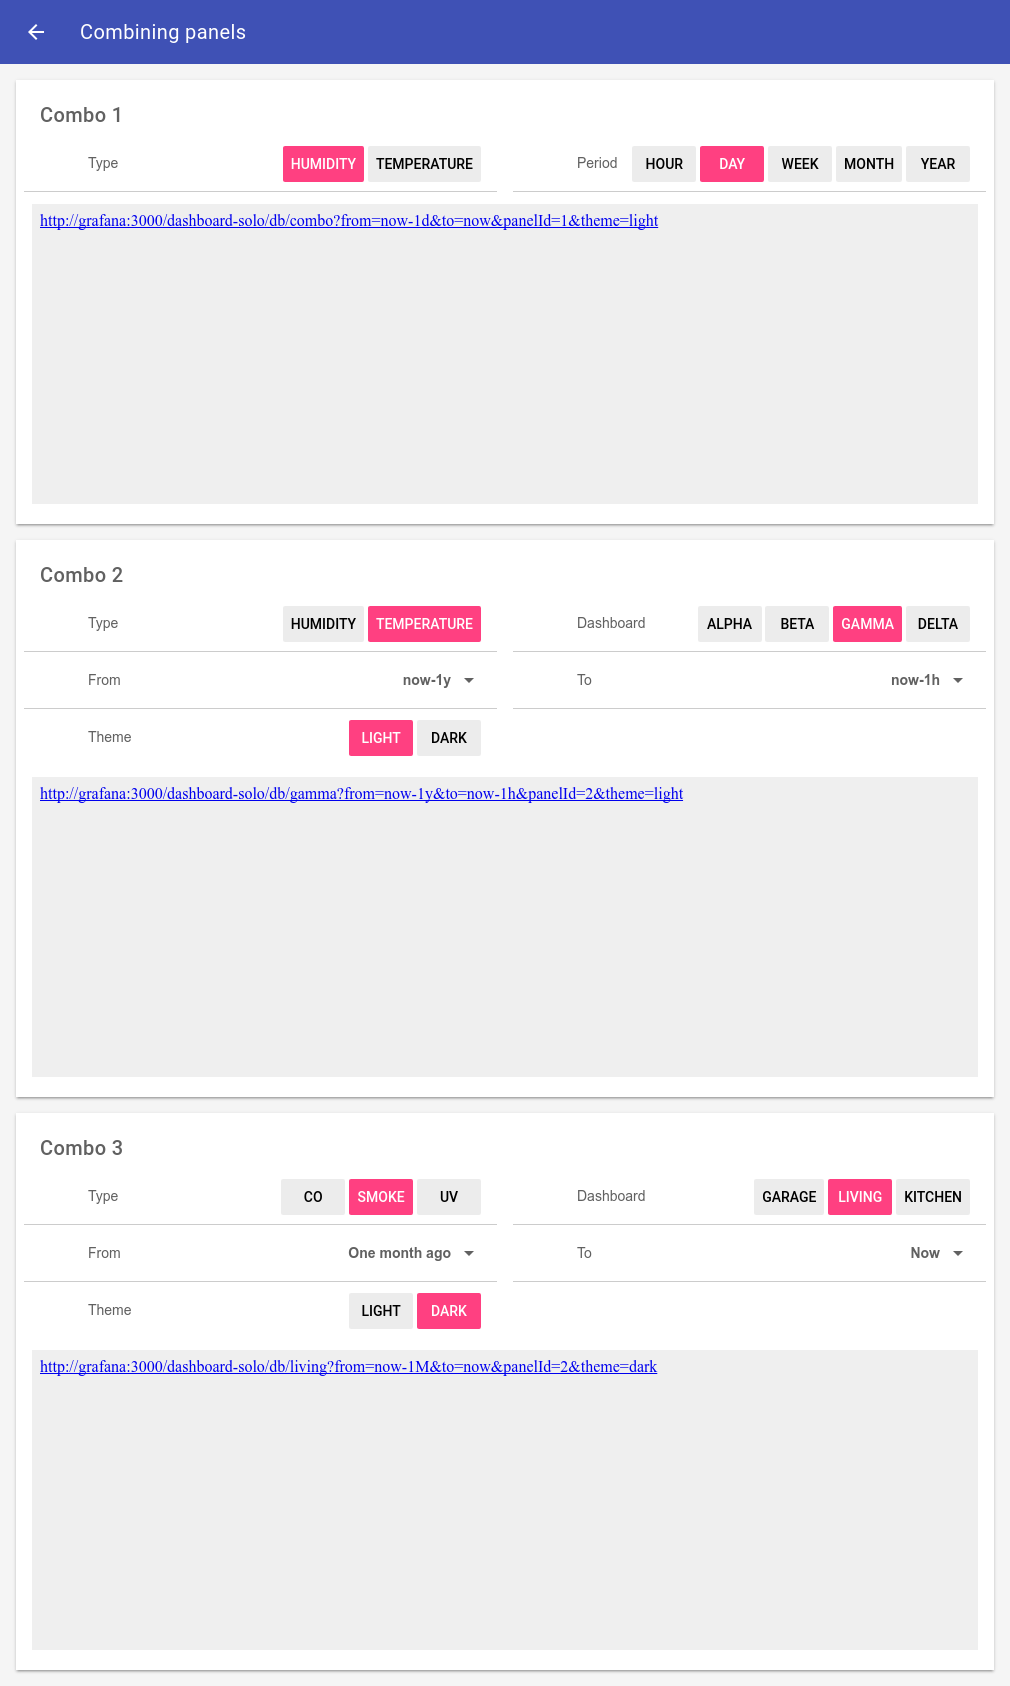 Combining panels
Combo 1
Type HUMIDITY TEMPERATURE Period HOUR DAY WEEK MONTH YEAR
http://grafana:3000/dashboard-solo/db/combo?from=now-1d&to=now&panelId=1&theme=light
Combo 2
Type HUMIDITY TEMPERATURE Dashboard ALPHA BETA GAMMA DELTA
From now-1y To now-1h
Theme LIGHT DARK
http://grafana:3000/dashboard-solo/db/gamma?from=now-1y&to=now-1h&panelId=2&theme=light
Combo 3
Type CO SMOKE UV Dashboard GARAGE LIVING KITCHEN
From One month ago To Now
Theme LIGHT DARK
http://grafana:3000/dashboard-solo/db/living?from=now-1M&to=now&panelId=2&theme=dark